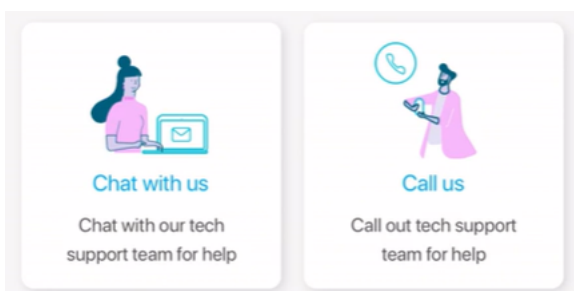 Chat with us
Chat with our tech
support team for help
Call us
Call out tech support
team for help